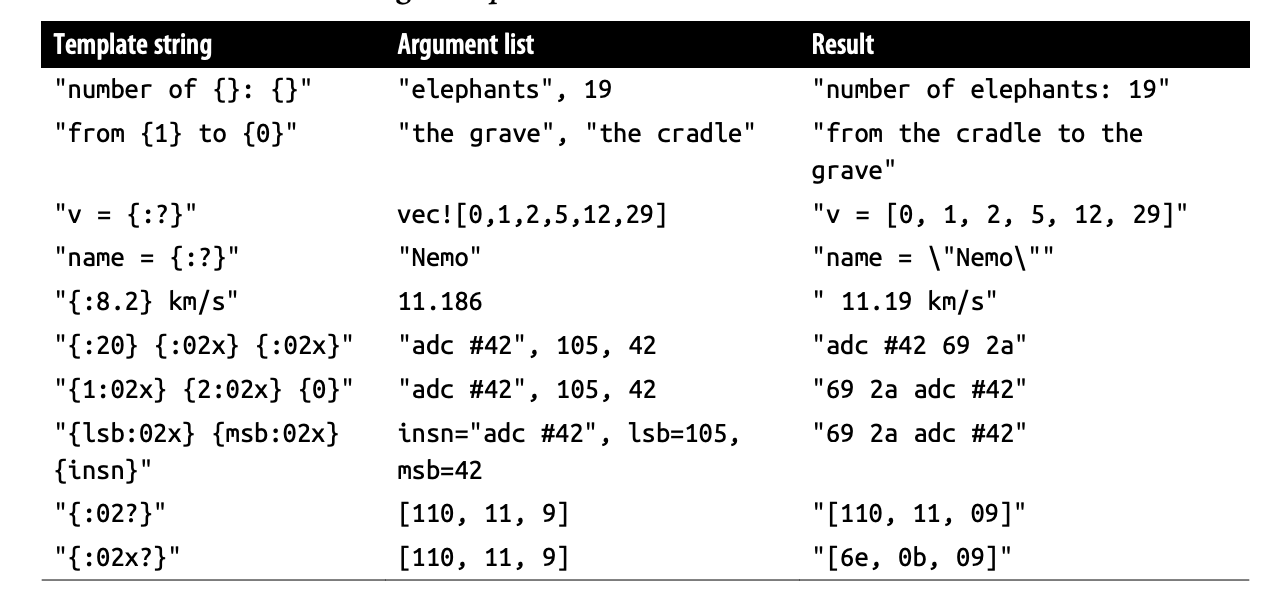 Template string Argument list Result
"number of {}: {}" "elephants", 19 "number of elephants: 19"
"from {1} to {0}" "the grave", "the cradle" "from the cradle to the
grave"
"v = {:?}" vec![0,1,2,5,12,29] "v = [0, 1, 2, 5, 12, 29]"
"name = {:?}" "Nemo" "name = \"Nemo\""
"{:8.2} km/s" 11.186 " 11.19 km/s"
"{:20} {:02x} {:02x}" "adc #42", 105, 42 "adc #42 69 2a"
"{1:02x} {2:02x} {0}" "adc #42", 105, 42 "69 2a adc #42"
"{lsb:02x} {msb:02x} insn="adc #42", lsb=105, "69 2a adc #42"
{insn}" msb=42
"{:02?}" [110, 11, 9] "[110, 11, 09]"
"{:02x?}" [110, 11, 9] "[6e, 0b, 09]"